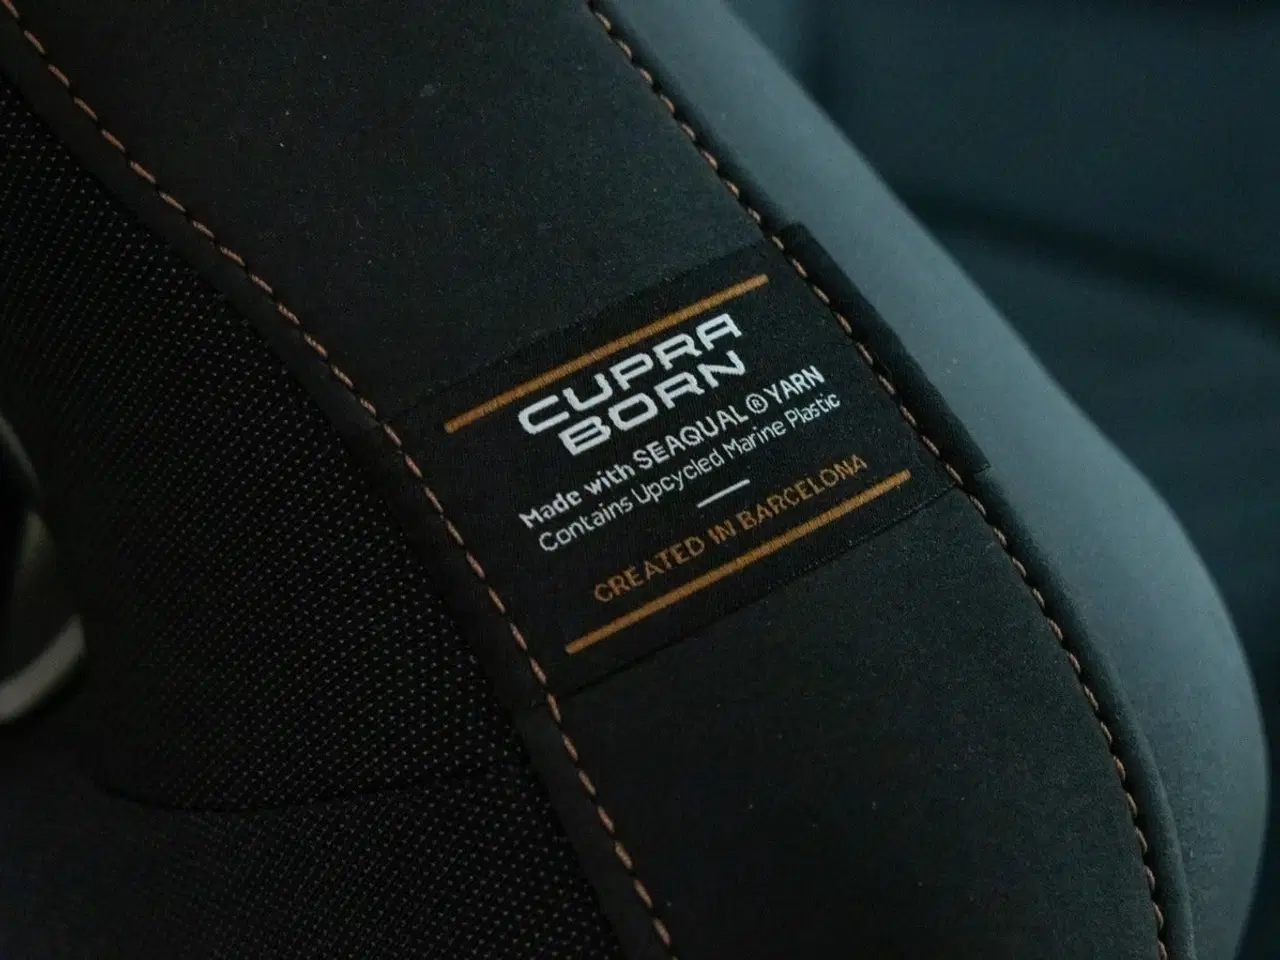 CUPRA
BORN
Made with SEAQUAL® YARN
Contains Upcycled Marine Plastic
CREATED IN BARCELONA